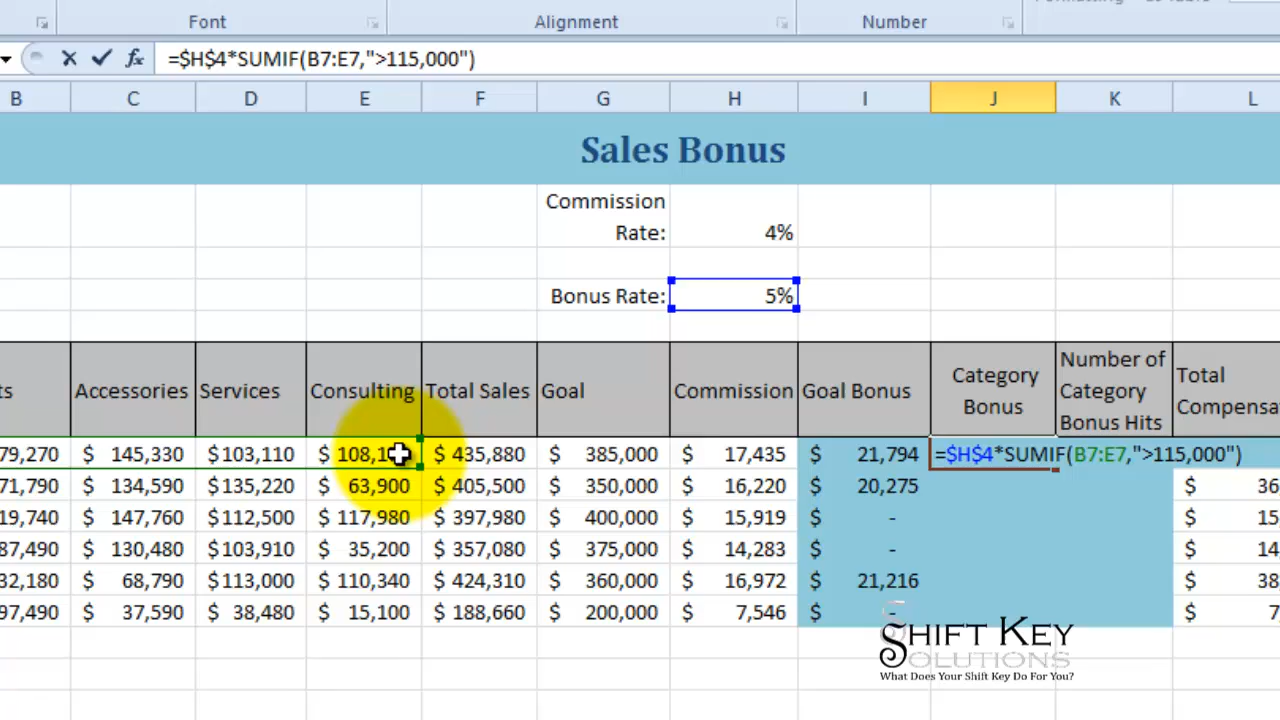 Font Alignment Number
=$H$4*SUMIF(B7:E7,">115,000")
B C D E F G H I J K L
Sales Bonus
Commission
Rate: 4%
Bonus Rate: 5%
Accessories Services Consulting Total Sales Goal Commission Goal Bonus Category Bonus Number of Category Bonus Hits Total
79,270 $ 145,330 $103,110 $ $ 435,880 $ 385,000 $ 17,435 $ 21,794 =$H$4*SUMIF(B7:E7,">115,000")
71,790 $ 134,590 $135,220 $ 63,900 $ 405,500 $ 350,000 $ 16,220 $ 20,275 $
19,740 $ 147,760 $112,500 $ 117,980 $ 397,980 $ 400,000 $ 15,919 $ - $
87,490 $ 130,480 $103,910 $ 35,200 $ 357,080 $ 375,000 $ 14,283 $ - $
32,180 $ 68,790 $113,000 $ 110,340 $ 424,310 $ 360,000 $ 16,972 $ 21,216 $
97,490 $ 37,590 $ 38,480 $ 15,100 $ 188,660 $ 200,000 $ 7,546 $ - $
SHIFT KEY
SOLUTIONS
What Does Your Shift Key Do For You?